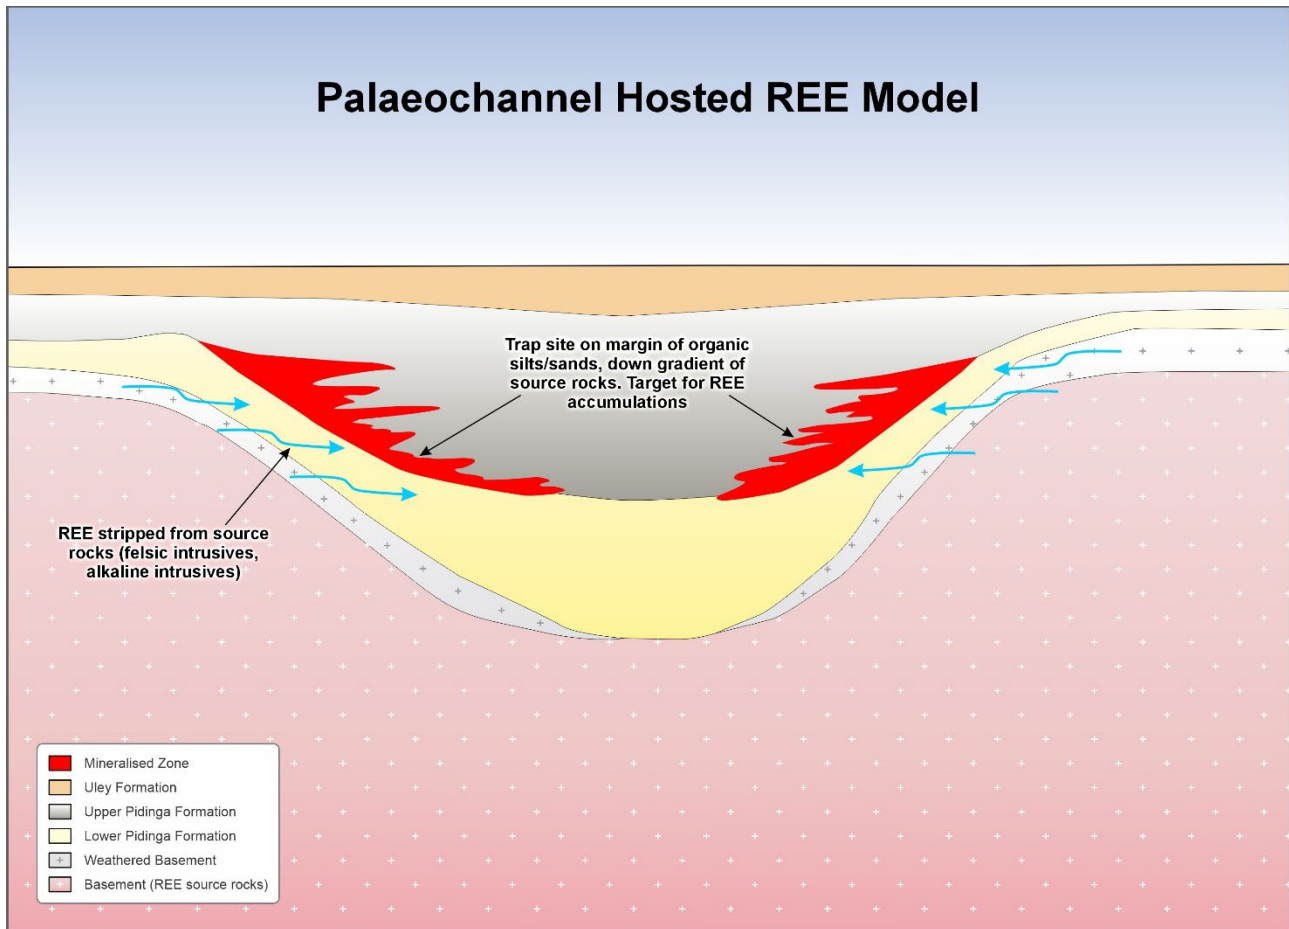 Palaeochannel Hosted REE Model
Trap site on margin of organic
silts/sands, down gradient of
source rocks. Target for REE
accumulations
REE stripped from source
rocks (felsic intrusives,
alkaline intrusives)
Mineralised Zone
Uley Formation
Upper Pidinga Formation
Lower Pidinga Formation
Weathered Basement
Basement (REE source rocks)